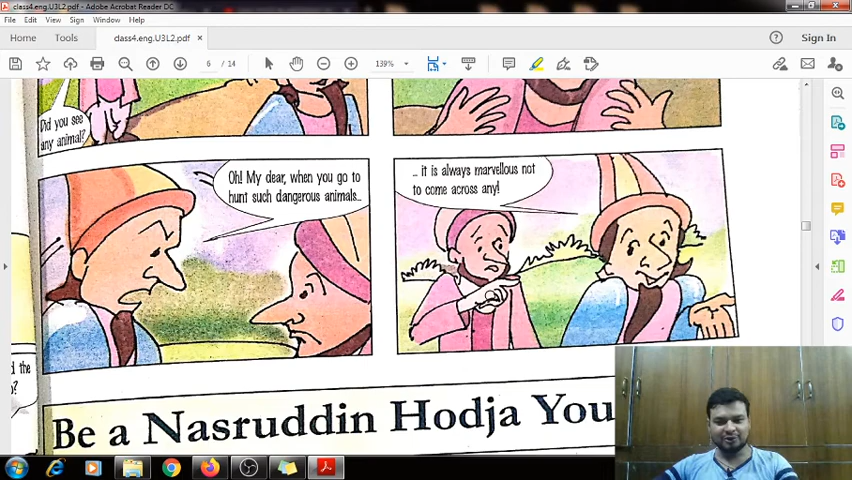 class4.eng.U3L2.pdf - Adobe Acrobat Reader DC
File Edit View Sign Window Help
Home Tools class4.eng.U3L2.pdf × Sign In
6 / 14 139%
Did you see
any animal?
Oh! My dear, when you go to
hunt such dangerous animals..
.. it is always marvellous not
to come across any!
d the
?
Be a Nasruddin Hodja You